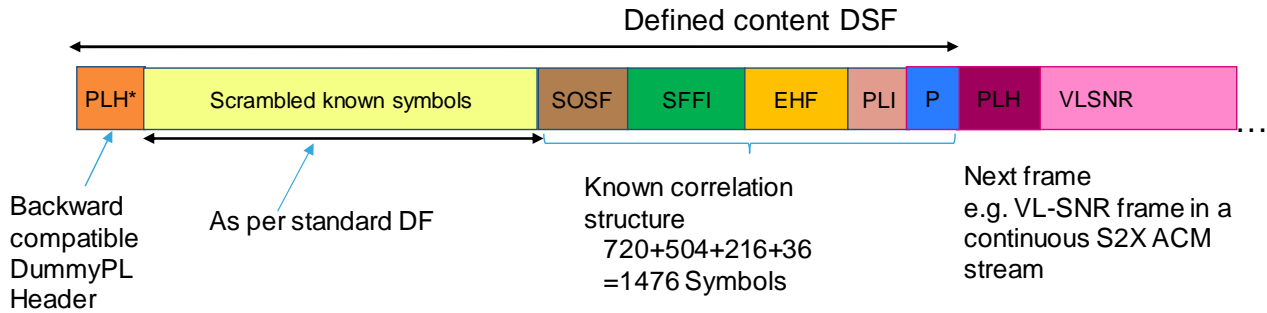 Defined content DSF
PLH*
Scrambled known symbols
SOSF
SFFI
EHF
PLI
P
PLH
VLSNR
...
Backward
compatible
DummyPL
Header
As per standard DF
Known correlation
structure
720+504+216+36
=1476 Symbols
Next frame
e.g. VL-SNR frame in a
continuous S2X ACM
stream